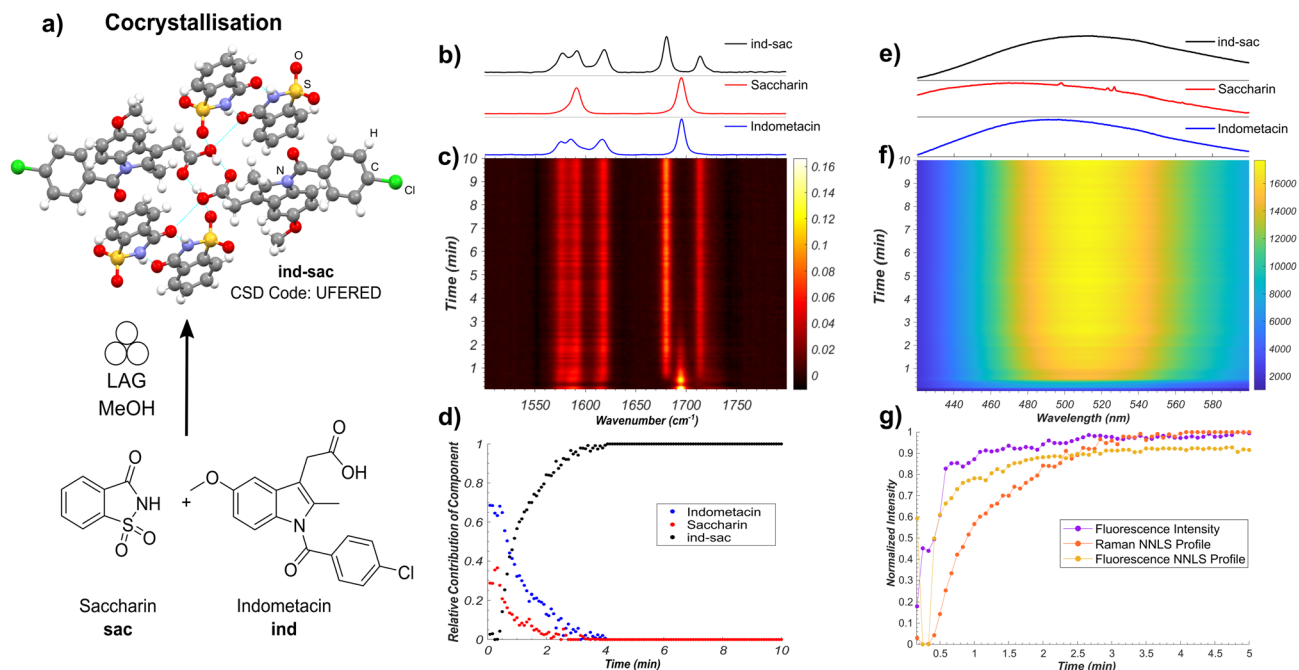 a)
Cocrystallisation
O
S
H
C
N
Cl
ind-sac
CSD Code: UFERED
LAG
MeOH
O
NH
S
O
O
+
O
OH
O
N
O
Cl
Saccharin
sac
Indometacin
ind
b)
ind-sac
Saccharin
Indometacin
c)
10
9
8
7
6
5
4
3
2
1
Time (min)
1550
1600
1650
1700
1750
Wavenumber (cm-1)
0.16
0.14
0.12
0.1
0.08
0.06
0.04
0.02
0
d)
Relative Contribution of Component
1
0.8
0.6
0.4
0.2
0
Indometacin
Saccharin
ind-sac
0
2
4
6
8
10
Time (min)
e)
ind-sac
Saccharin
Indometacin
f)
10
9
8
7
6
5
4
3
2
1
Time (min)
440
460
480
500
520
540
560
580
Wavelength (nm)
16000
14000
12000
10000
8000
6000
4000
2000
g)
Normalized Intensity
1
0.9
0.8
0.7
0.6
0.5
0.4
0.3
0.2
0.1
0
Fluorescence Intensity
Raman NNLS Profile
Fluorescence NNLS Profile
0.5
1
1.5
2
2.5
3
3.5
4
4.5
5
Time (min)